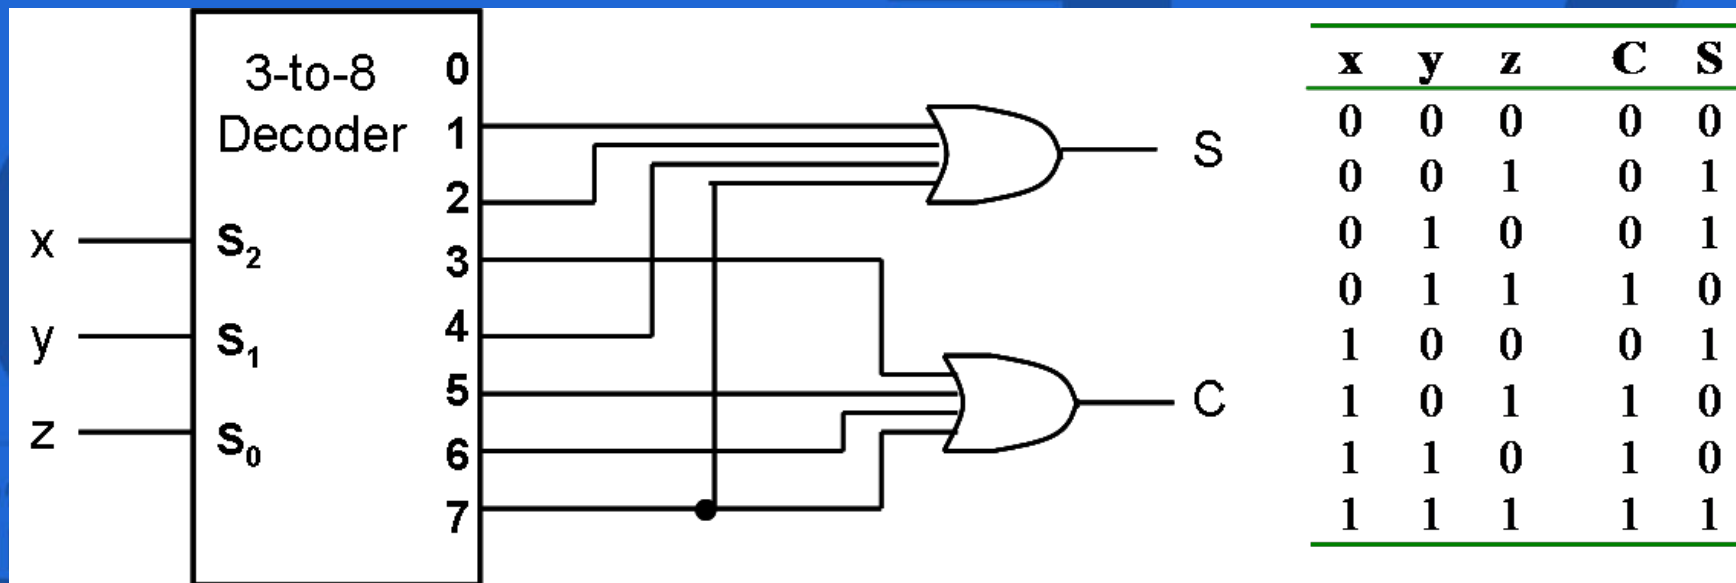 3-to-8
Decoder
0
1
2
3
4
5
6
7
x
y
z
S₂
S₁
S₀
S
C
x y z C S
0 0 0 0 0
0 0 1 0 1
0 1 0 0 1
0 1 1 1 0
1 0 0 0 1
1 0 1 1 0
1 1 0 1 0
1 1 1 1 1